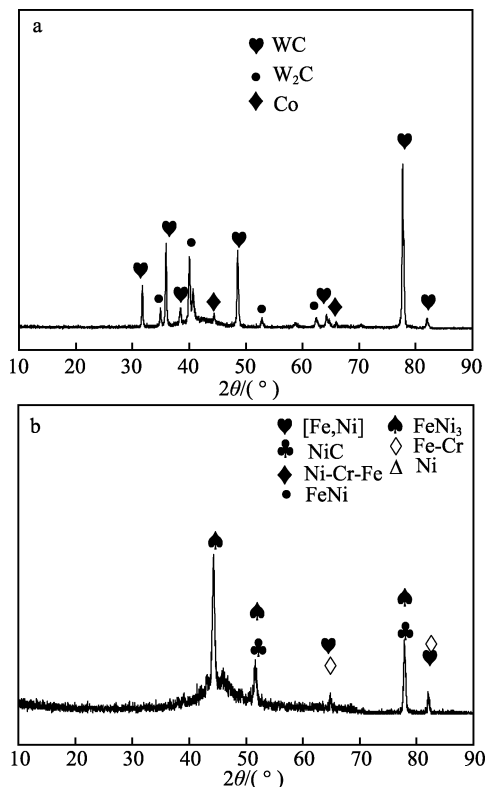 a
♥ WC
● W₂C
♦ Co
10 20 30 40 50 60 70 80 90
2θ/(°)
b
♥ [Fe,Ni] ♠ FeNi₃
♣ NiC ◇ Fe-Cr
♦ Ni-Cr-Fe Δ Ni
● FeNi
10 20 30 40 50 60 70 80 90
2θ/(°)